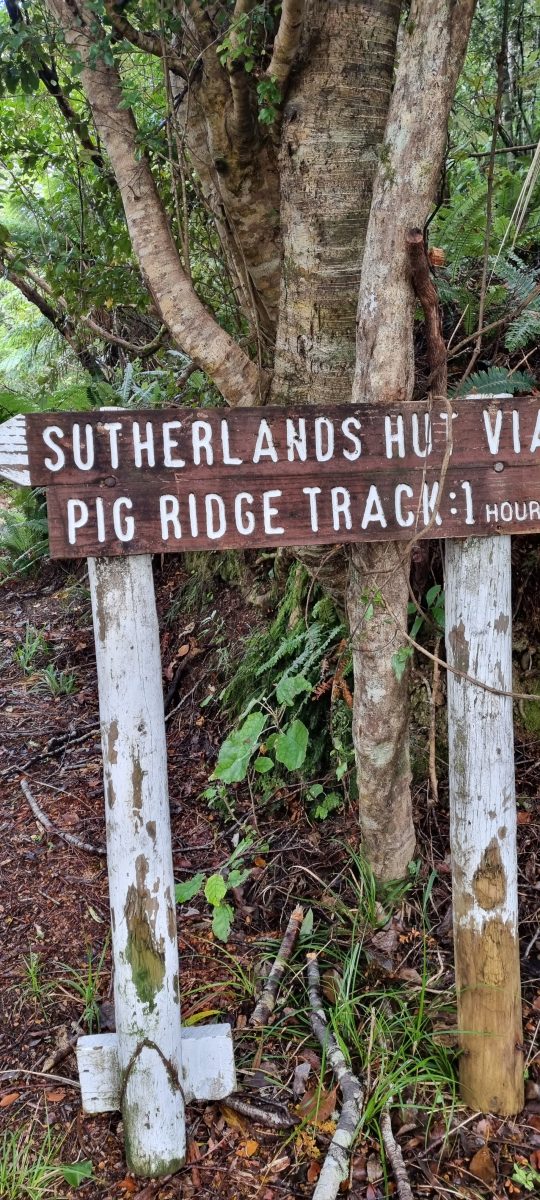 SUTHERLANDS HUT VIA
PIG RIDGE TRACK:1 HOUR